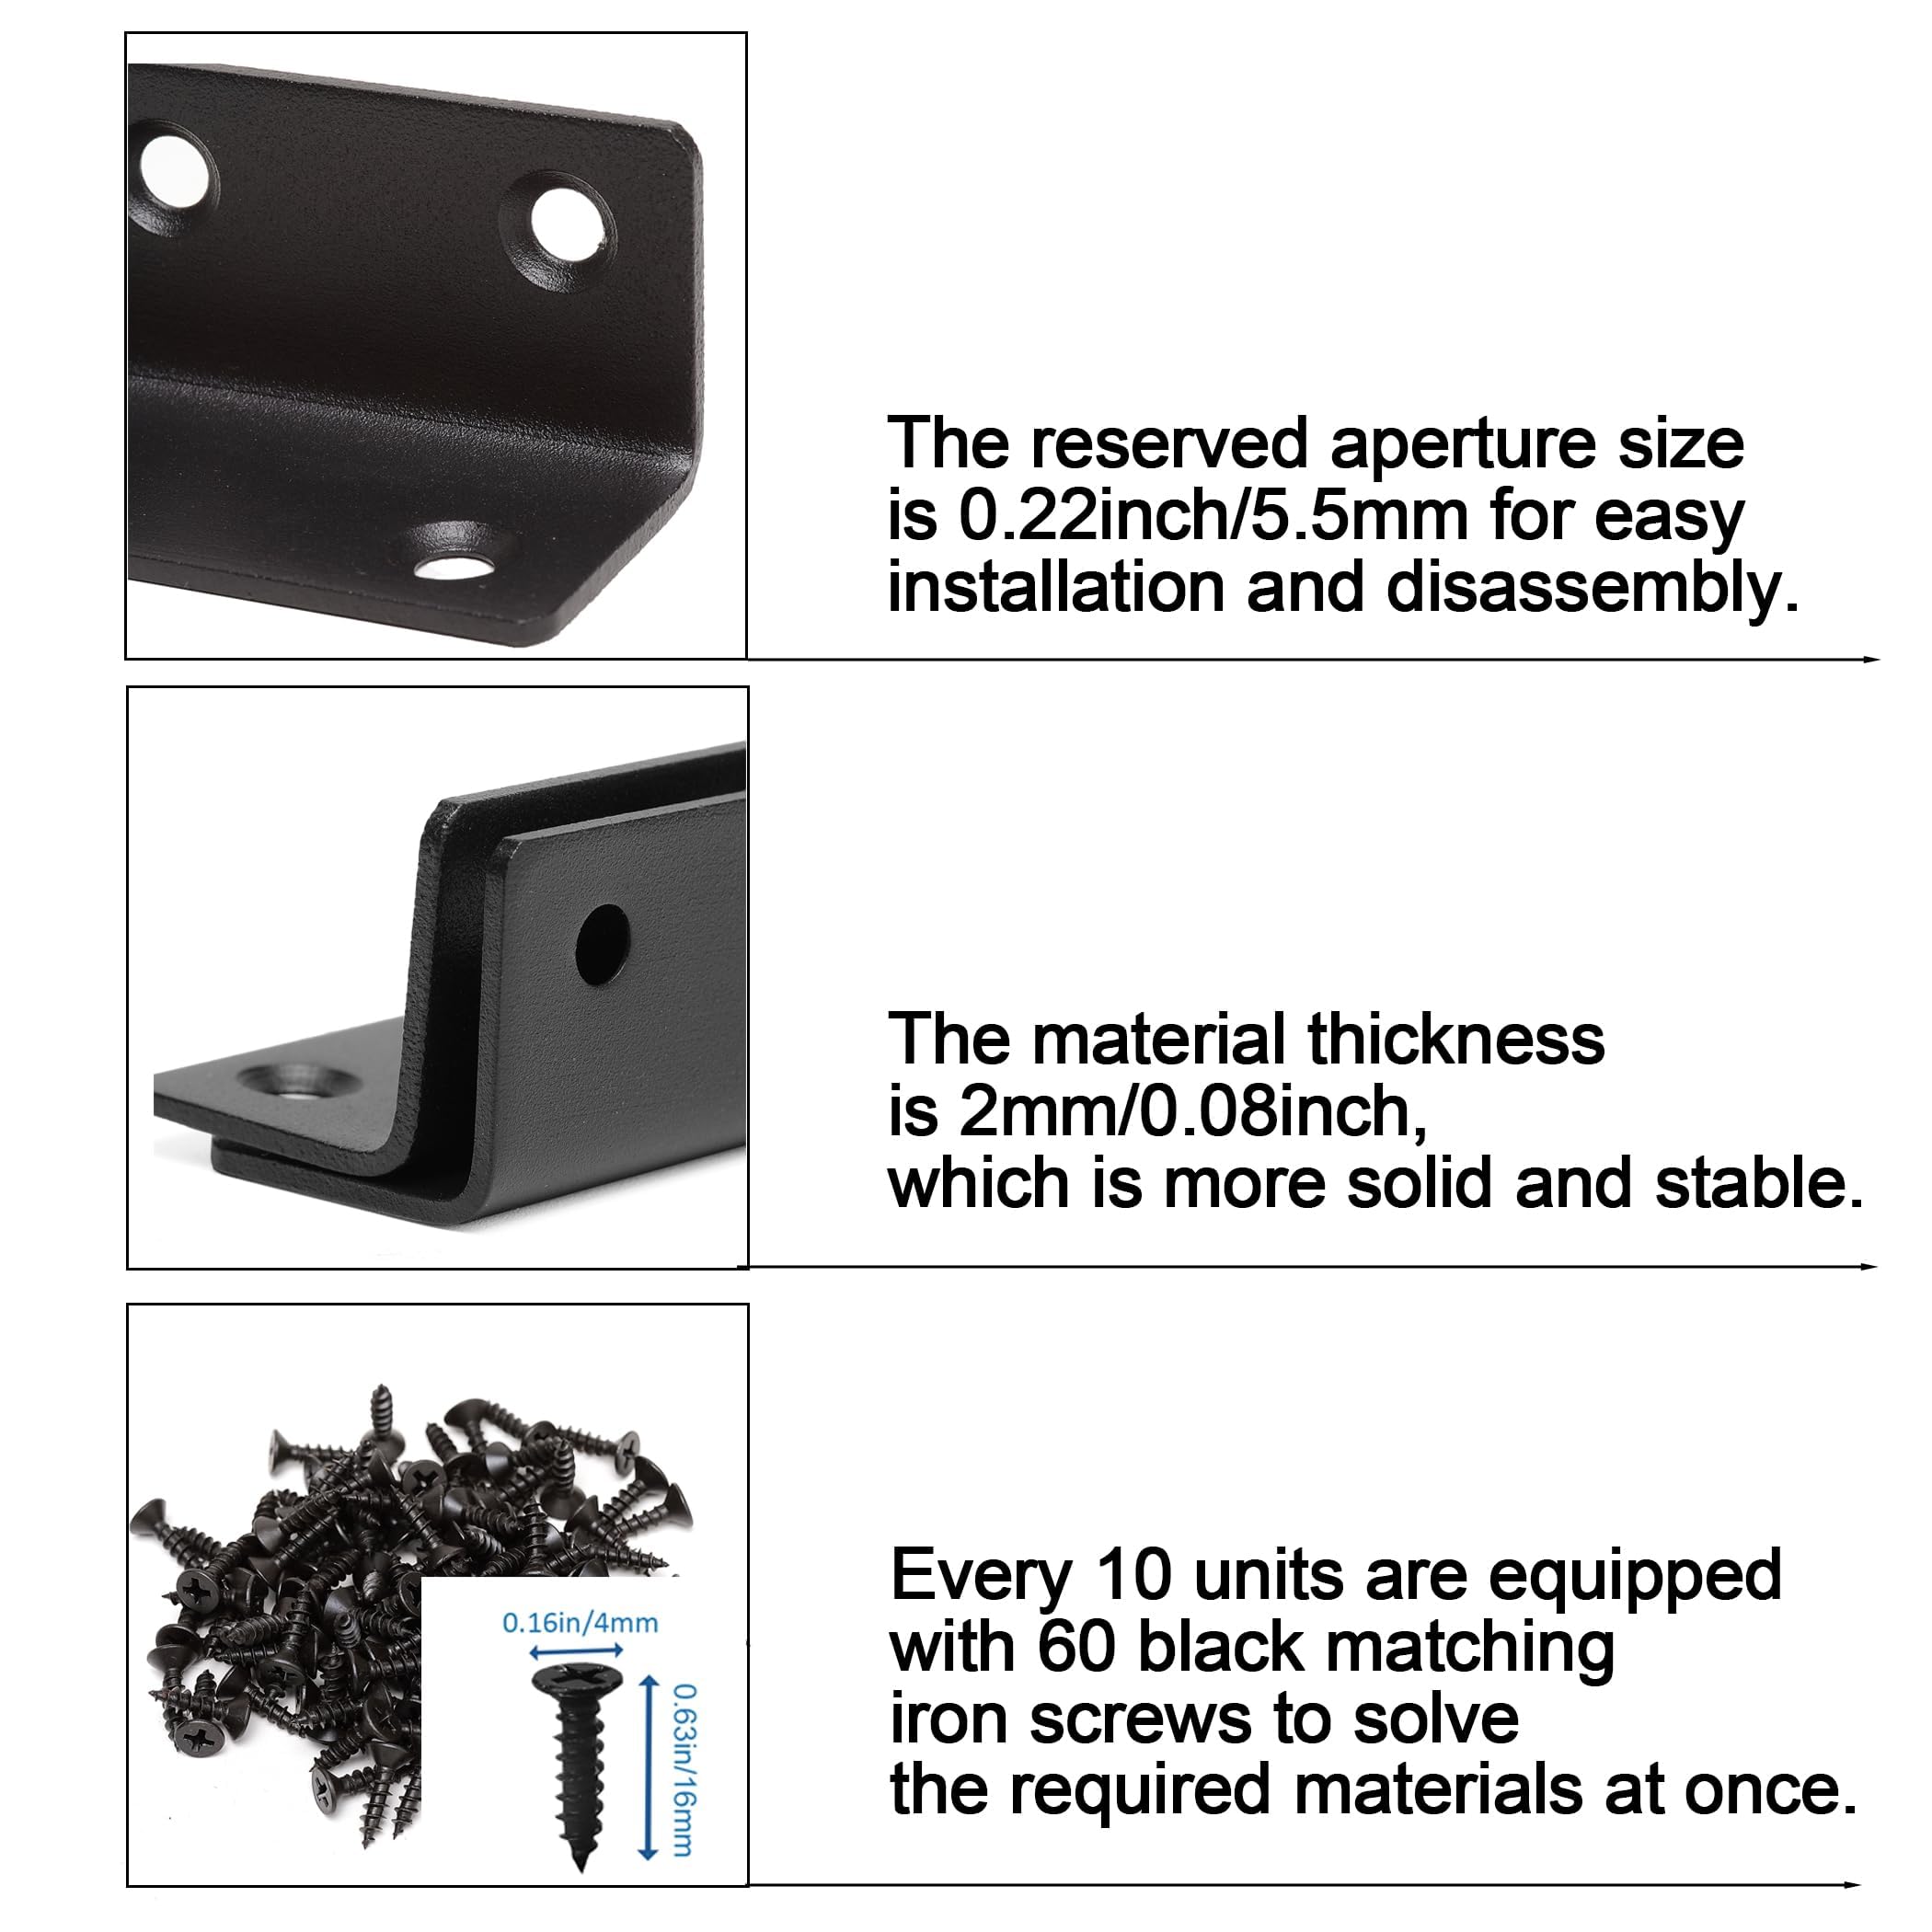 The reserved aperture size
is 0.22inch/5.5mm for easy
installation and disassembly.
The material thickness
is 2mm/0.08inch,
which is more solid and stable.
0.16in/4mm
0.63in/16mm
Every 10 units are equipped
with 60 black matching
iron screws to solve
the required materials at once.